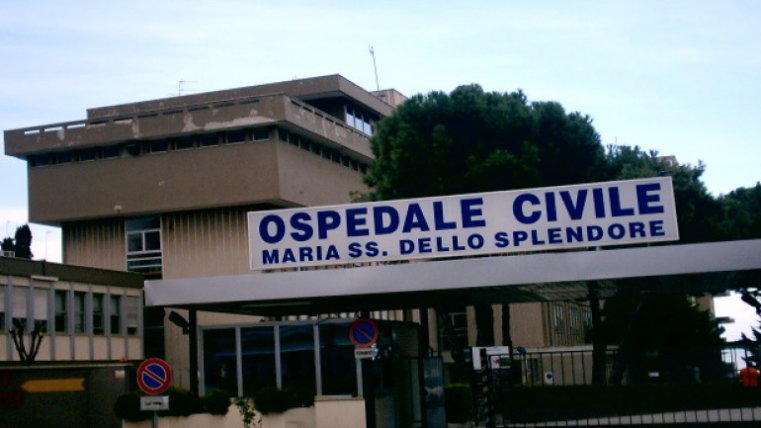 OSPEDALE CIVILE
MARIA SS. DELLO SPLENDORE